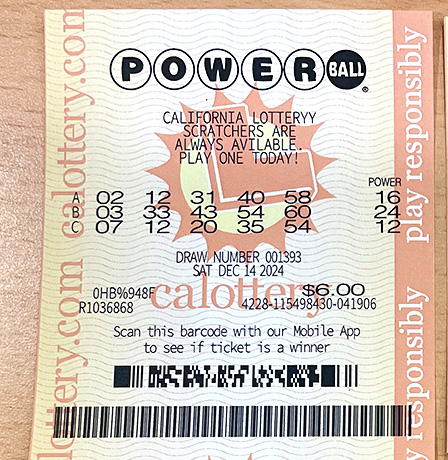 POWERBALL
CALIFORNIA LOTTERYY
SCRATCHERS ARE
ALWAYS AVILABLE.
PLAY ONE TODAY!
POWER
A 02 12 31 40 58 16
B 03 33 43 54 60 24
C 07 12 20 35 54 12
DRAW NUMBER 001393
SAT DEC 14 2024
0HB%948F $6.00
R1036868 4228-115498430-041906
calottery
Scan this barcode with our Mobile App
to see if ticket is a winner
calottery.com
calottery.com
play responsibly
responsibly